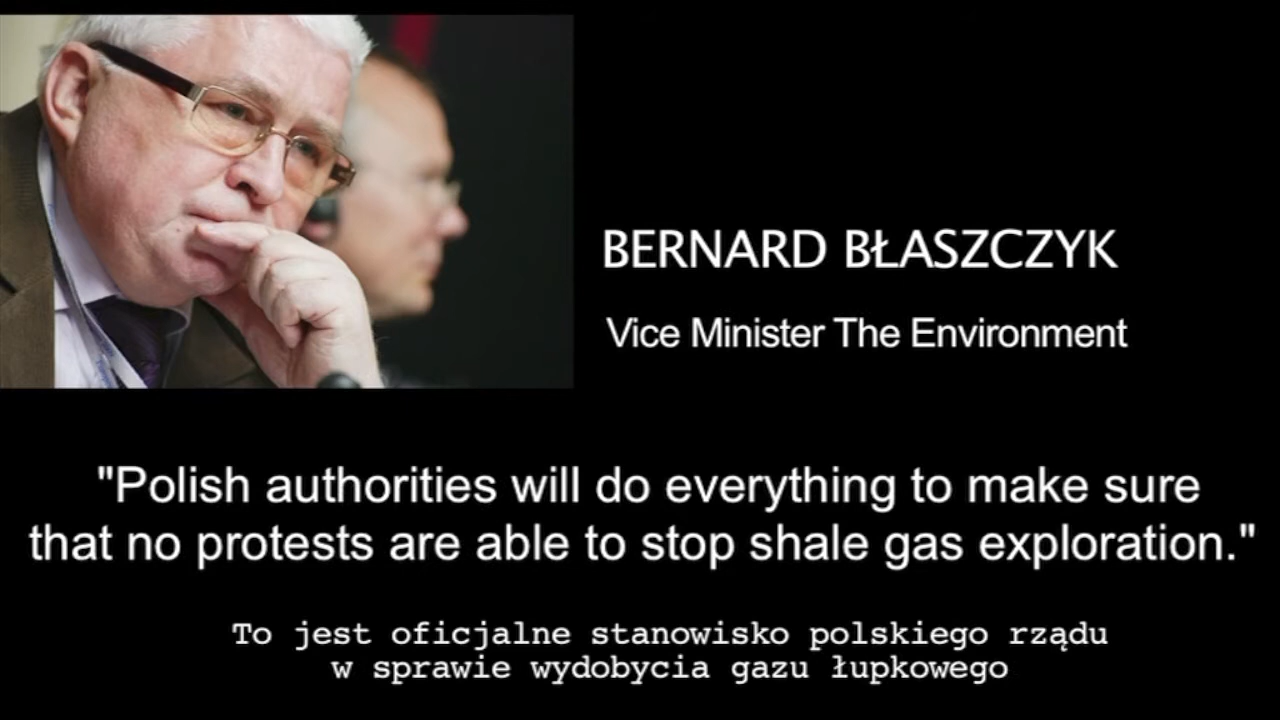 BERNARD BŁASZCZYK
Vice Minister The Environment
"Polish authorities will do everything to make sure
that no protests are able to stop shale gas exploration."
To jest oficjalne stanowisko polskiego rządu
w sprawie wydobycia gazu łupkowego